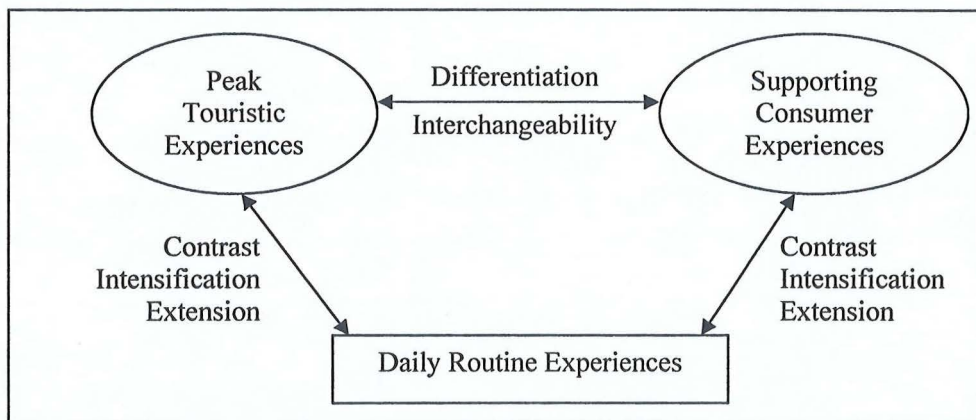 Peak
Touristic
Experiences
Differentiation
Interchangeability
Supporting
Consumer
Experiences
Contrast
Intensification
Extension
Contrast
Intensification
Extension
Daily Routine Experiences